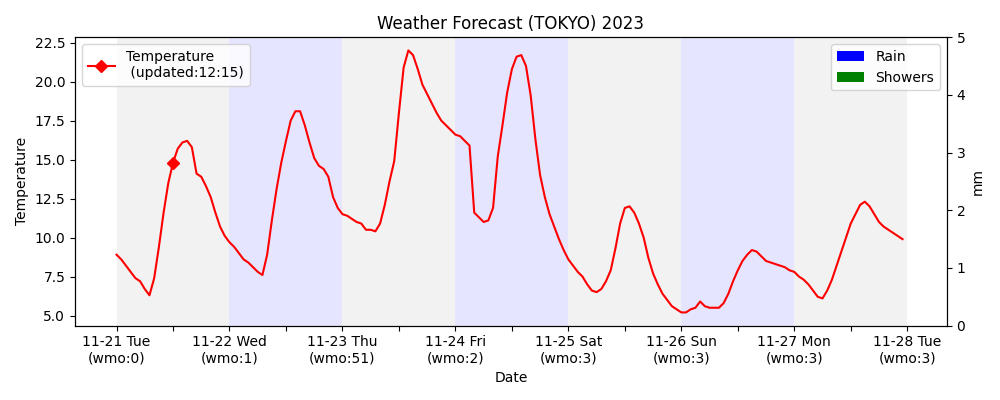 Weather Forecast (TOKYO) 2023
Temperature
(updated:12:15)
Rain
Showers
22.5
20.0
17.5
15.0
12.5
10.0
7.5
5.0
Temperature
5
4
3
2
1
0
mm
11-21 Tue 11-22 Wed 11-23 Thu 11-24 Fri 11-25 Sat 11-26 Sun 11-27 Mon 11-28 Tue
(wmo:0) (wmo:1) (wmo:51) (wmo:2) (wmo:3) (wmo:3) (wmo:3) (wmo:3)
Date